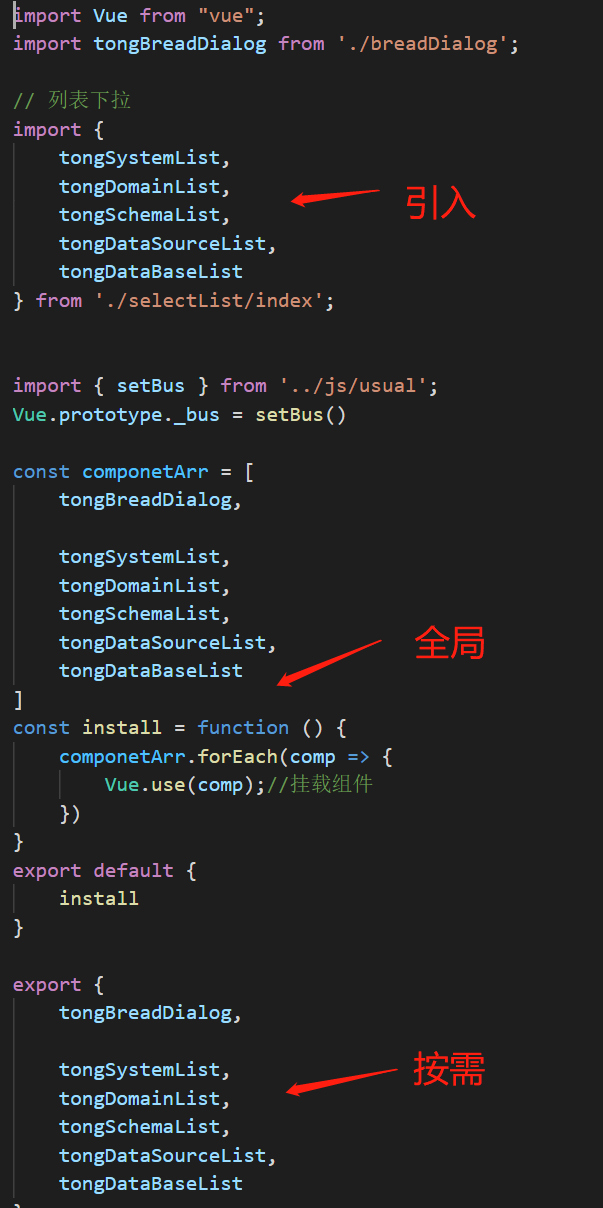 import Vue from "vue";
import tongBreadDialog from './breadDialog';
// 列表下拉
import {
tongSystemList,
tongDomainList,
引入
tongSchemaList,
tongDataSourceList,
tongDataBaseList
} from './selectList/index';
import { setBus } from '../js/usual';
Vue.prototype._bus = setBus()
const componetArr = [
tongBreadDialog,
tongSystemList,
tongDomainList,
tongSchemaList,
tongDataSourceList,
全局
tongDataBaseList
]
const install = function () {
componetArr.forEach(comp => {
Vue.use(comp);//挂载组件
})
}
export default {
install
}
export {
tongBreadDialog,
tongSystemList,
按需
tongDomainList,
tongSchemaList,
tongDataSourceList,
tongDataBaseList